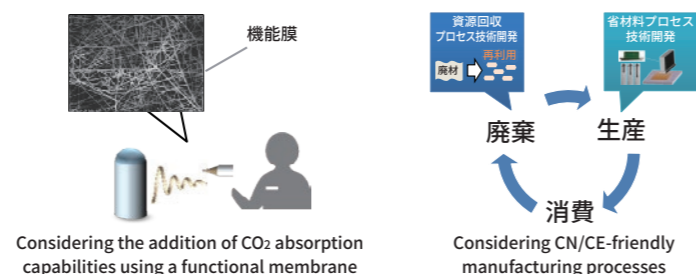 機能膜
Considering the addition of CO2 absorption
capabilities using a functional membrane
資源回収
プロセス技術開発
再利用
廃材
省材料プロセス
技術開発
廃棄
生産
消費
Considering CN/CE-friendly
manufacturing processes